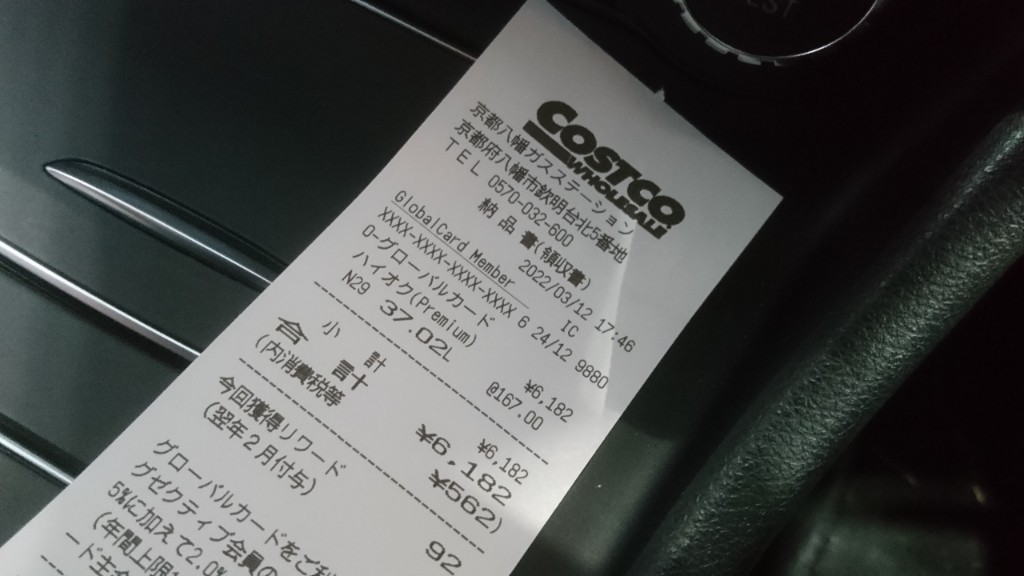 COSTCO
WHOLESALE
京都八幡ガスステーション
京都府八幡市欽明台北5番地
TEL 0570-032-600
納品書(領収書)
2022/03/12 17:46
GlobalCard Member IC
XXXX-XXXX-XXXX-XXXX 6 24/12 9880
0-グローバルカード
ハイオク(Premium) ¥6,182
N29 37.02L @167.00
小計 ¥6,182
合計 ¥6,182
(内)消費税等 ¥562)
今回獲得リワード 92
(翌年2月付与)
グローバルカードをご利
グゼクティブ会員の
5%に加えて2.0%
(年間上限
ード主会